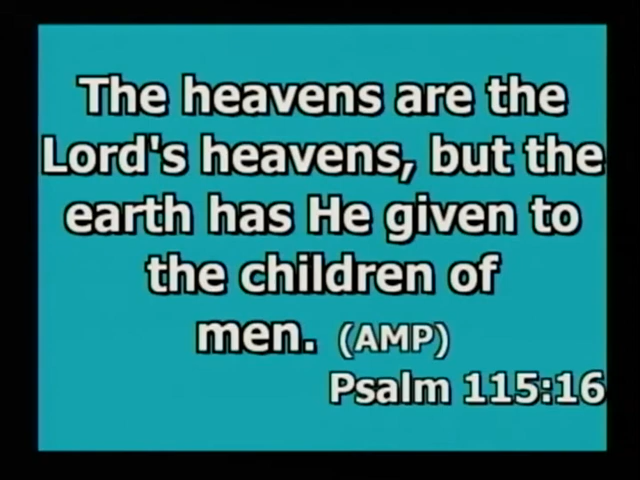 The heavens are the
Lord's heavens, but the
earth has He given to
the children of
men. (AMP)
Psalm 115:16